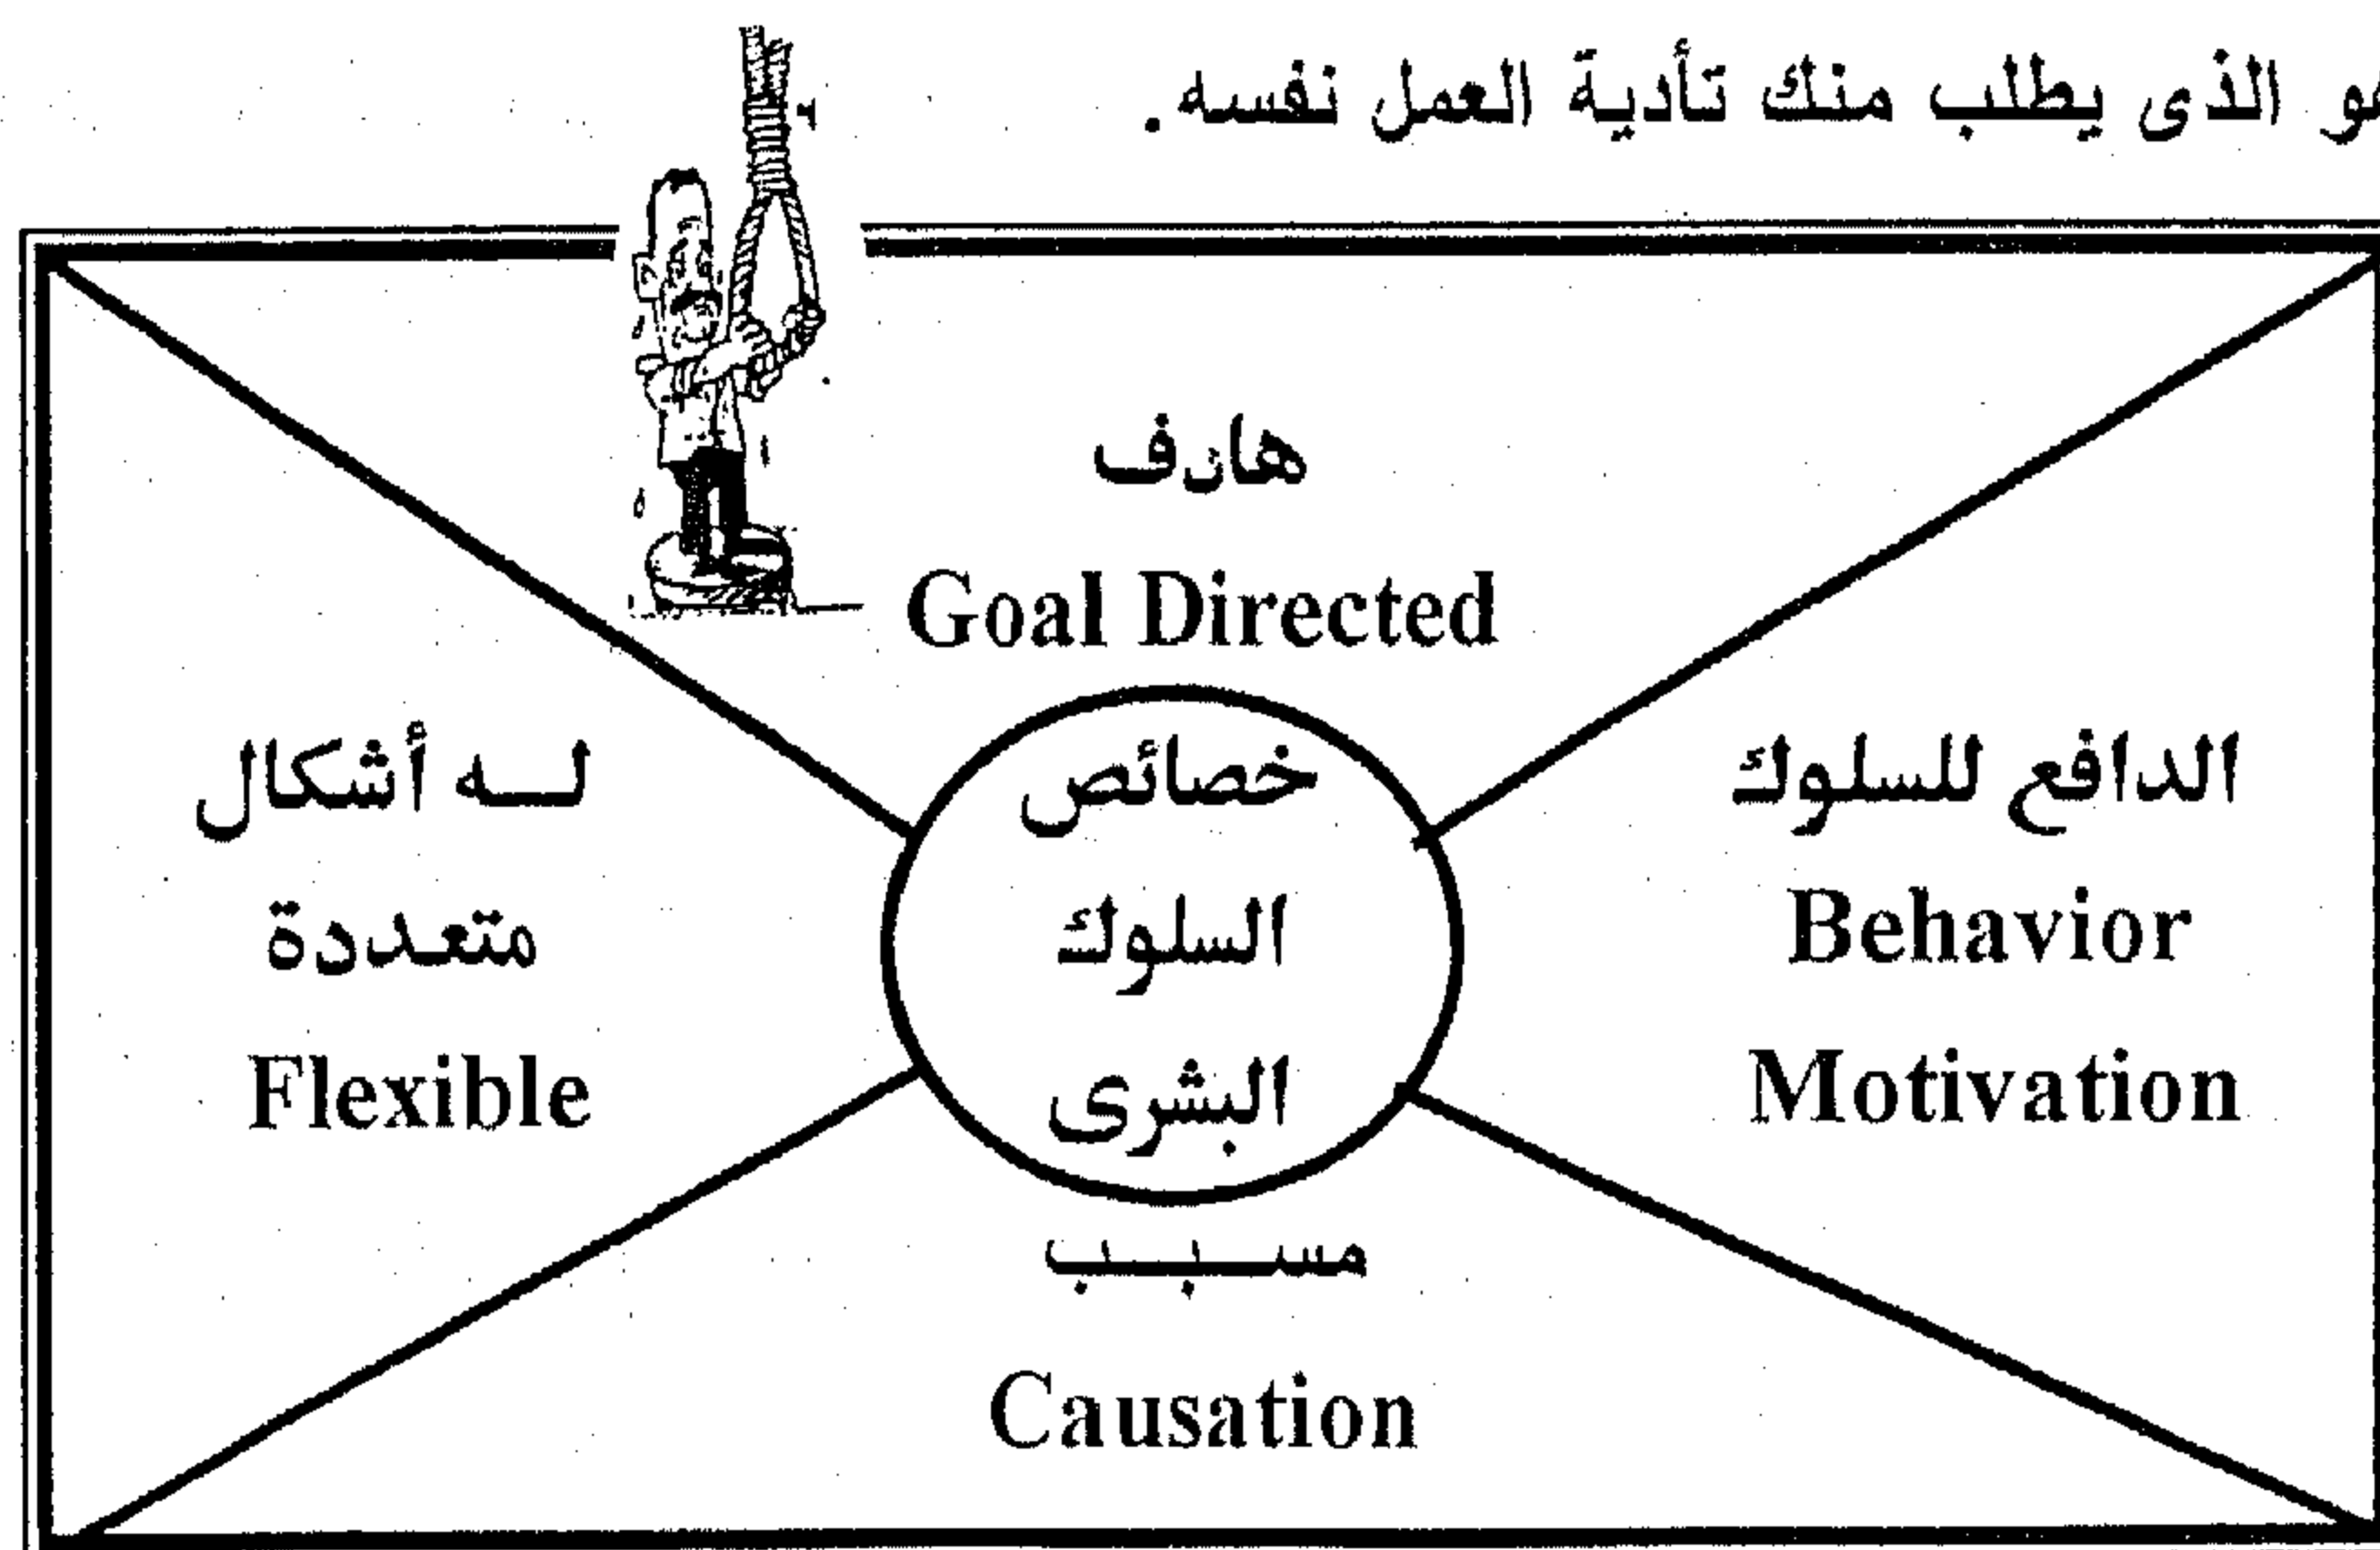 الذى يطلب منك تأدية العمل نفسه.
هادف
Goal Directed
خصائص
السلوك
البشرى
الدافع للسلوك
Behavior
Motivation
له أشكال
متعددة
Flexible
مسبب
Causation